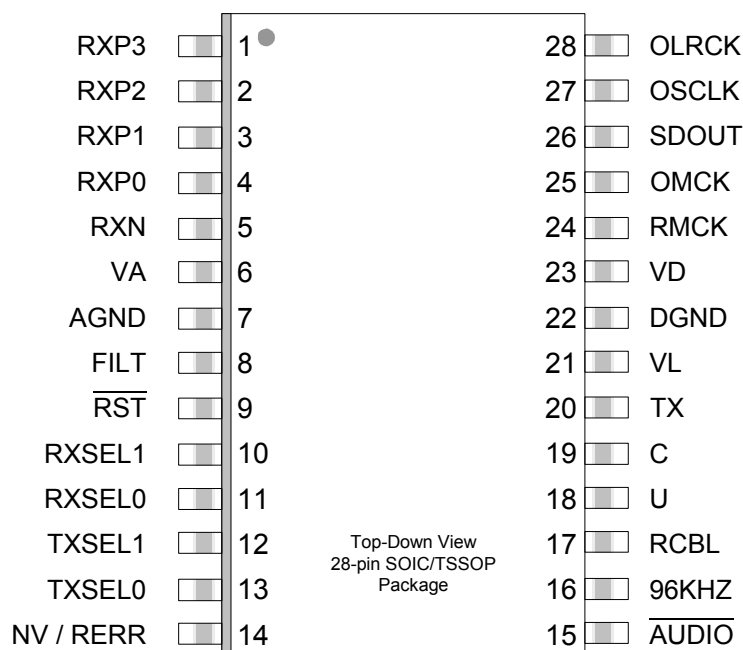 RXP3 1 28 OLRCK
RXP2 2 27 OSCLK
RXP1 3 26 SDOUT
RXP0 4 25 OMCK
RXN 5 24 RMCK
VA 6 23 VD
AGND 7 22 DGND
FILT 8 21 VL
RST 9 20 TX
RXSEL1 10 19 C
RXSEL0 11 18 U
TXSEL1 12 17 RCBL
TXSEL0 13 16 96KHZ
NV / RERR 14 15 AUDIO
Top-Down View
28-pin SOIC/TSSOP
Package